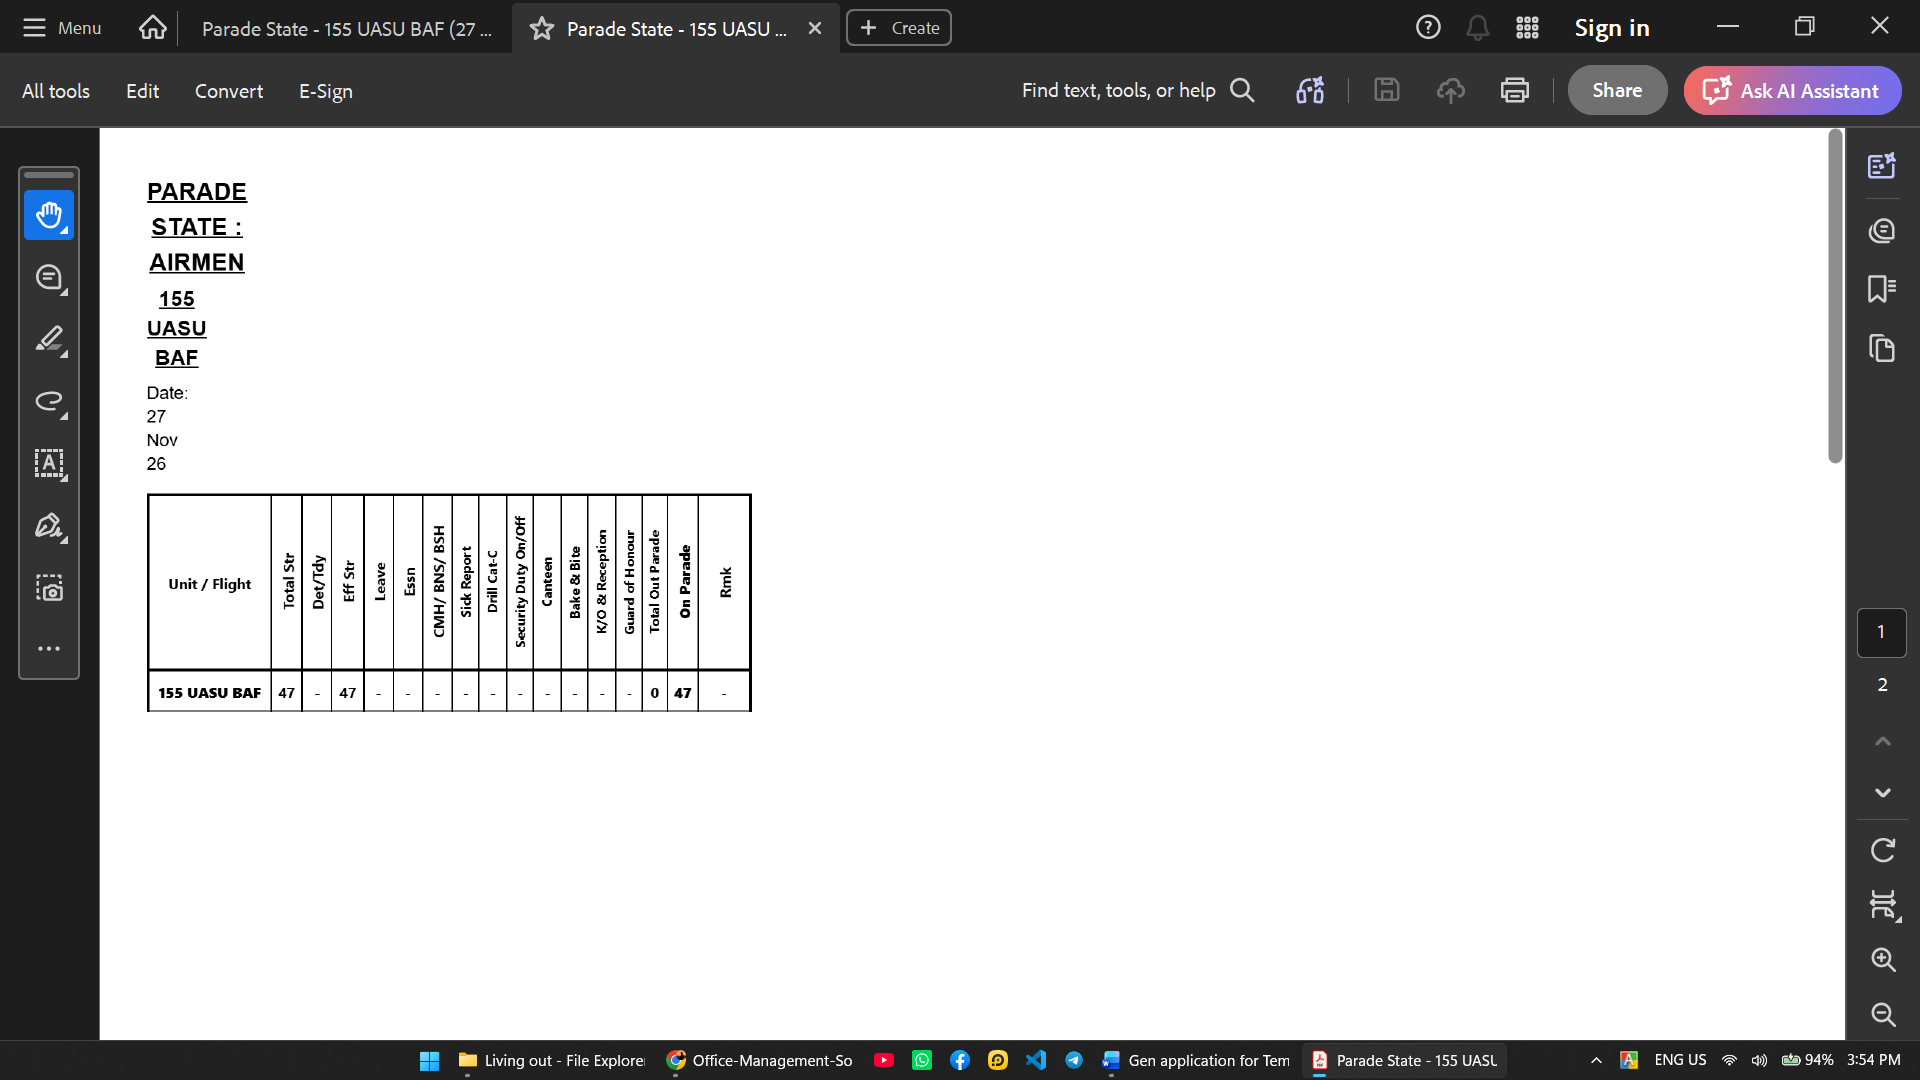 Menu
Parade State - 155 UASU BAF (27 ...
Parade State - 155 UASU ...
Create
Sign in
All tools
Edit
Convert
E-Sign
Find text, tools, or help
Share
Ask AI Assistant
PARADE
STATE :
AIRMEN
155
UASU
BAF
Date:
27
Nov
26
Unit / Flight
Total Str
Det/Tdy
Eff Str
Leave
Essn
CMH/ BNS/ BSH
Sick Report
Drill Cat-C
Security Duty On/Off
Canteen
Bake & Bite
K/O & Reception
Guard of Honour
Total Out Parade
On Parade
Rmk
155 UASU BAF 47 - 47 - - - - - - - - - - 0 47 -
1
2
Living out - File Explorer
Office-Management-So
Gen application for Tem
Parade State - 155 UASU
ENG US
94%
3:54 PM